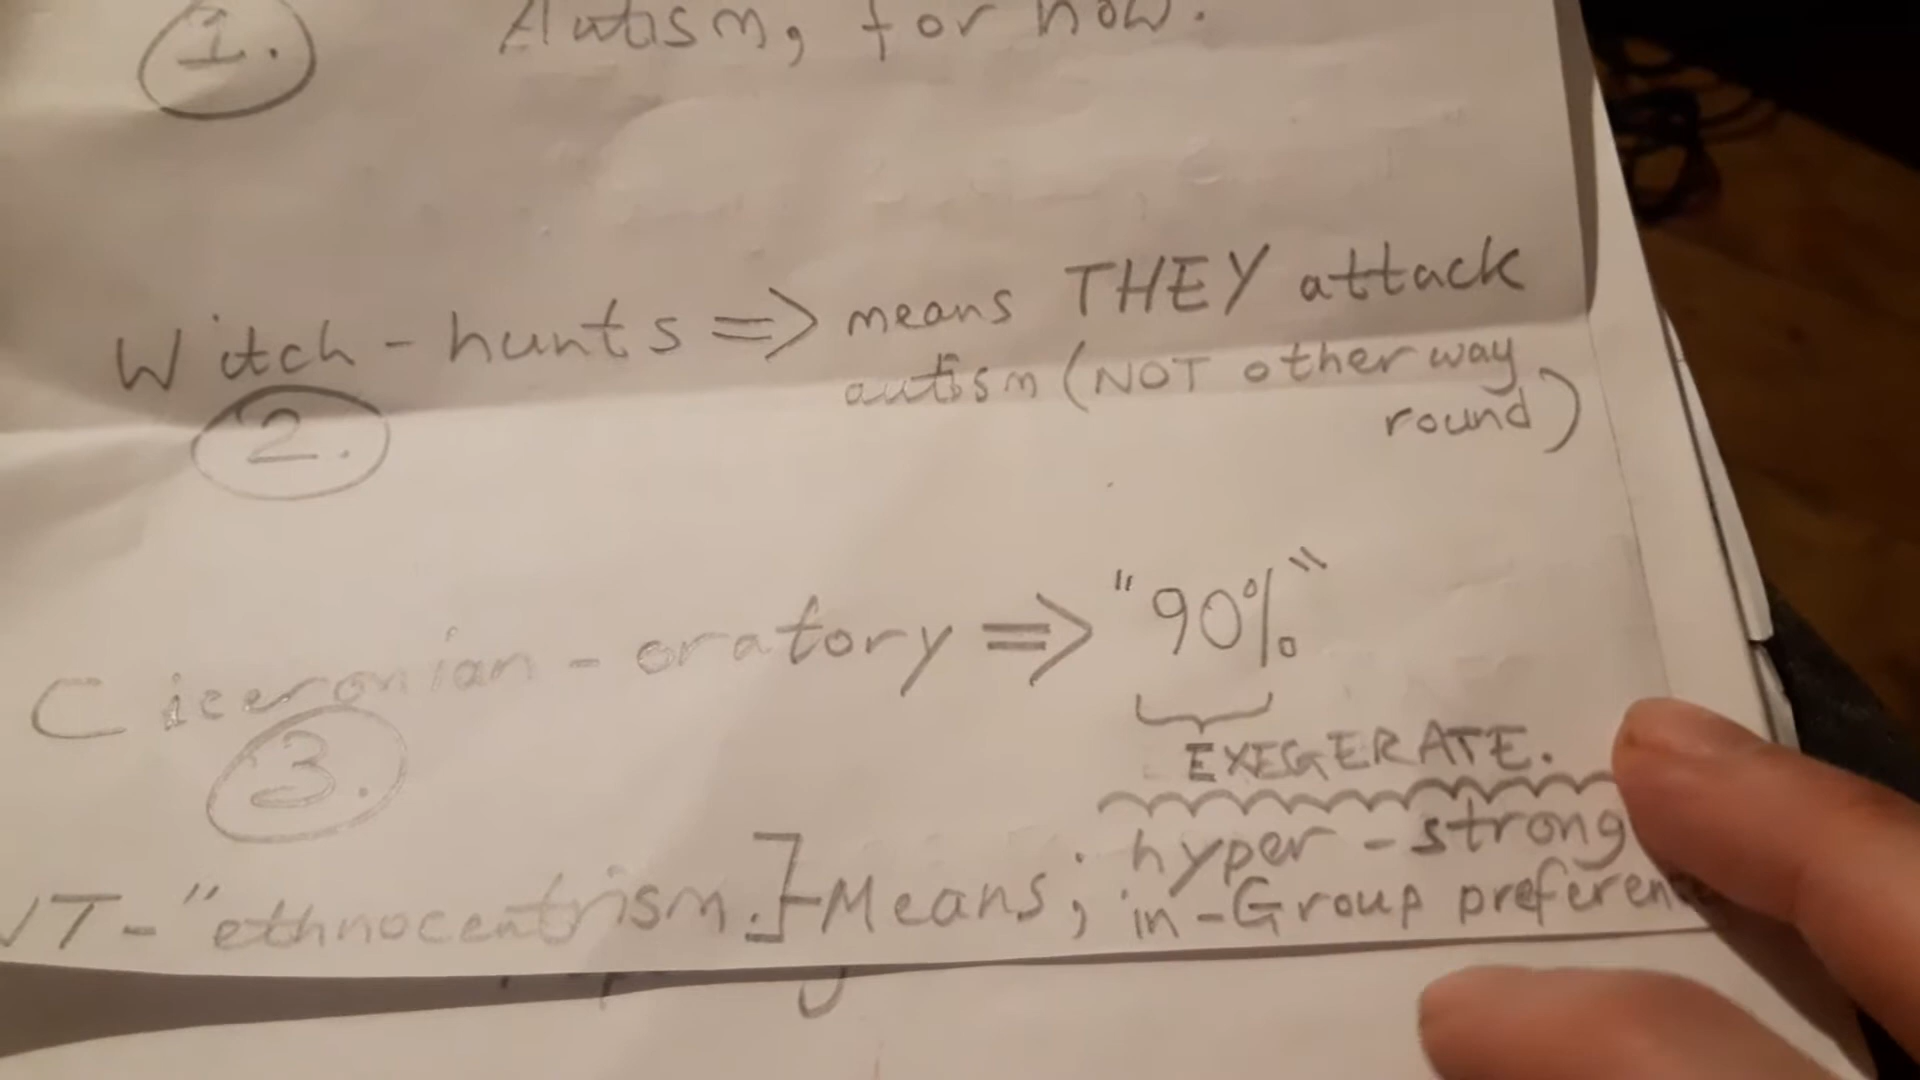 Autism, for now.
1.
Witch-hunts => means THEY attack
autism (NOT other way
round)
2.
Ciceronian-oratory => "90%"
EXEGERATE.
3.
hyper-strong
NT-"ethnocentrism.}-Means; in-Group preferen